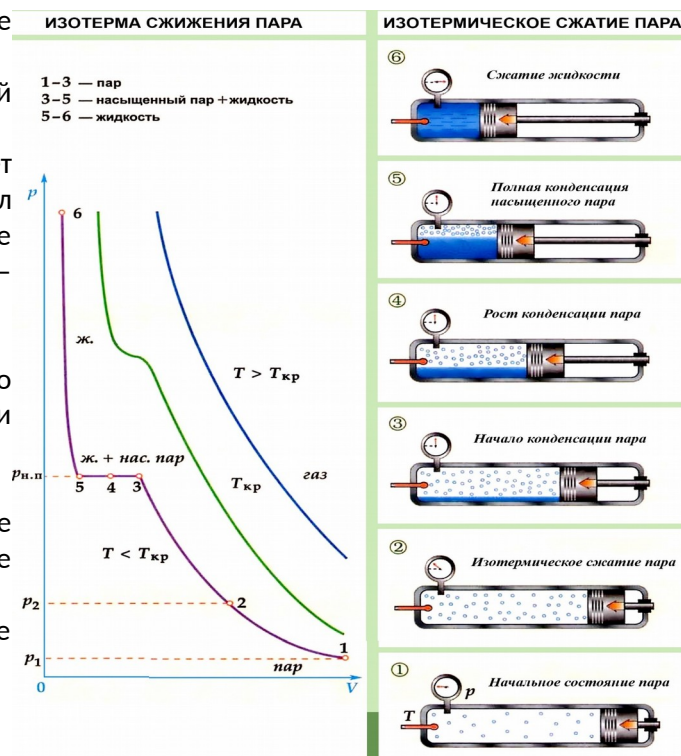 е
й
т
л
е
–
о
и
е
е
е
ИЗОТЕРМА СЖИЖЕНИЯ ПАРА
1–3 — пар
3–5 — насыщенный пар + жидкость
5–6 — жидкость
p
6
ж.
T > Tкр
ж. + нас. пар
pн.п
5 4 3
Tкр
газ
T < Tкр
p2
2
1
p1
пар
0
V
ИЗОТЕРМИЧЕСКОЕ СЖАТИЕ ПАРА
6
Сжатие жидкости
5
Полная конденсация
насыщенного пара
4
Рост конденсации пара
3
Начало конденсации пара
2
Изотермическое сжатие пара
1
Начальное состояние пара
p
T